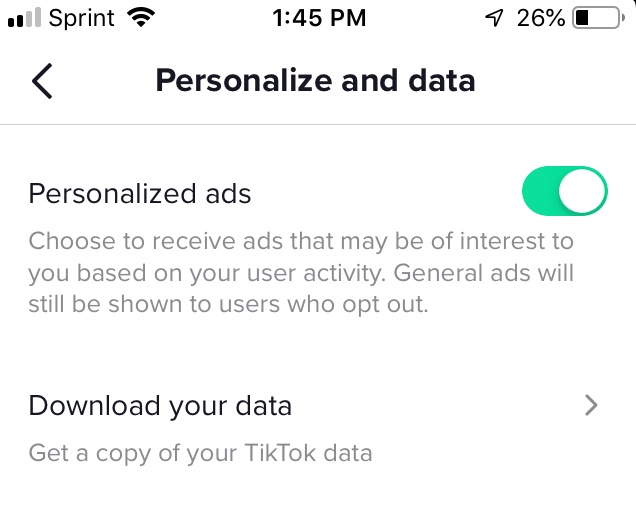 Sprint 1:45 PM 26%
Personalize and data
Personalized ads
Choose to receive ads that may be of interest to
you based on your user activity. General ads will
still be shown to users who opt out.
Download your data
Get a copy of your TikTok data